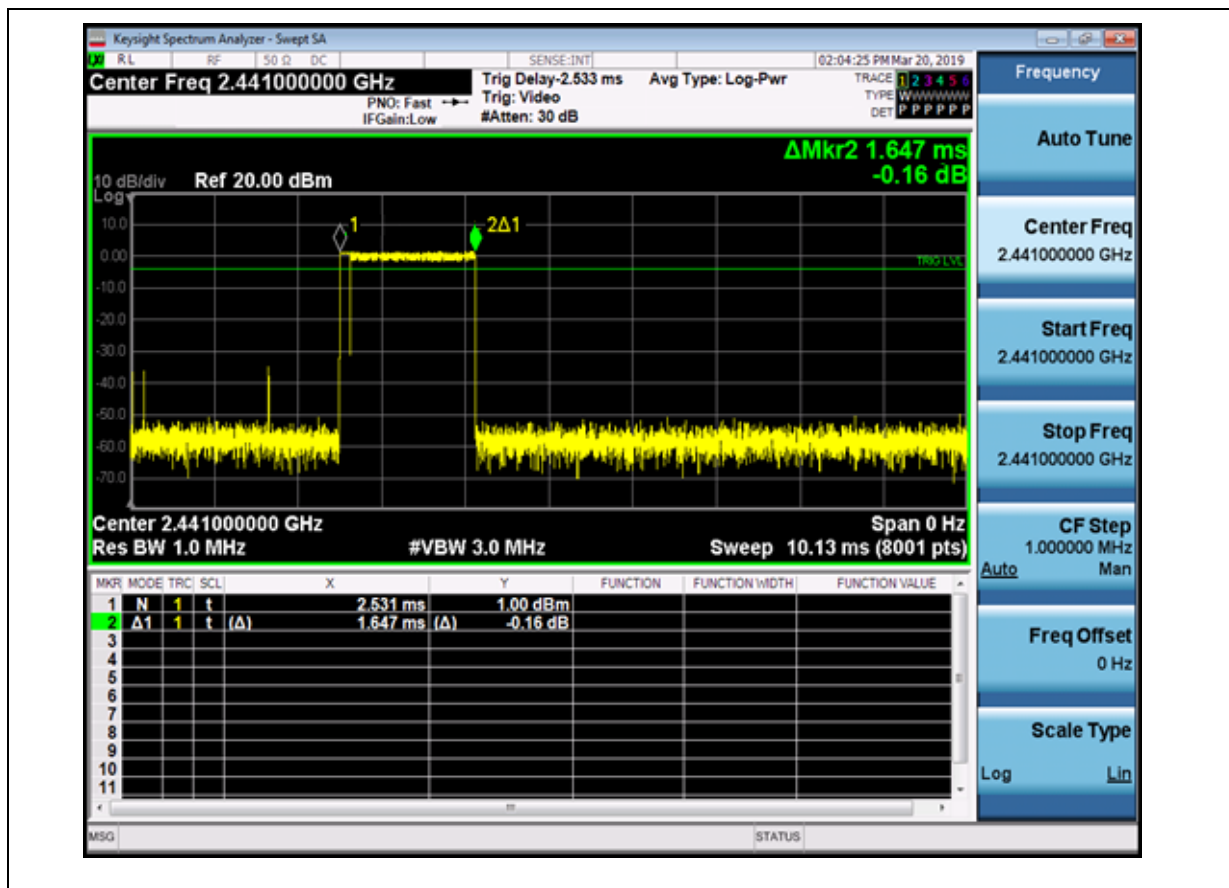 Keysight Spectrum Analyzer - Swept SA
LXI RL RF 50 Ω DC SENSE:INT 02:04:25 PM Mar 20, 2019
Center Freq 2.441000000 GHz
PNO: Fast
IFGain:Low
Trig Delay-2.533 ms
Trig: Video
#Atten: 30 dB
Avg Type: Log-Pwr
TRACE 1 2 3 4 5 6
TYPE WWWWWWW
DET P P P P P P
ΔMkr2 1.647 ms
-0.16 dB
10 dB/div Ref 20.00 dBm
Log
1
2Δ1
10.0
0.00
TRIG LVL
-10.0
-20.0
-30.0
-40.0
-50.0
-60.0
-70.0
Center 2.441000000 GHz Span 0 Hz
Res BW 1.0 MHz #VBW 3.0 MHz Sweep 10.13 ms (8001 pts)
MKR MODE TRC SCL X Y FUNCTION FUNCTION WIDTH FUNCTION VALUE
1 N 1 t 2.531 ms 1.00 dBm
2 Δ1 1 t (Δ) 1.647 ms (Δ) -0.16 dB
3
4
5
6
7
8
9
10
11
MSG STATUS
Frequency
Auto Tune
Center Freq
2.441000000 GHz
Start Freq
2.441000000 GHz
Stop Freq
2.441000000 GHz
CF Step
1.000000 MHz
Auto Man
Freq Offset
0 Hz
Scale Type
Log Lin